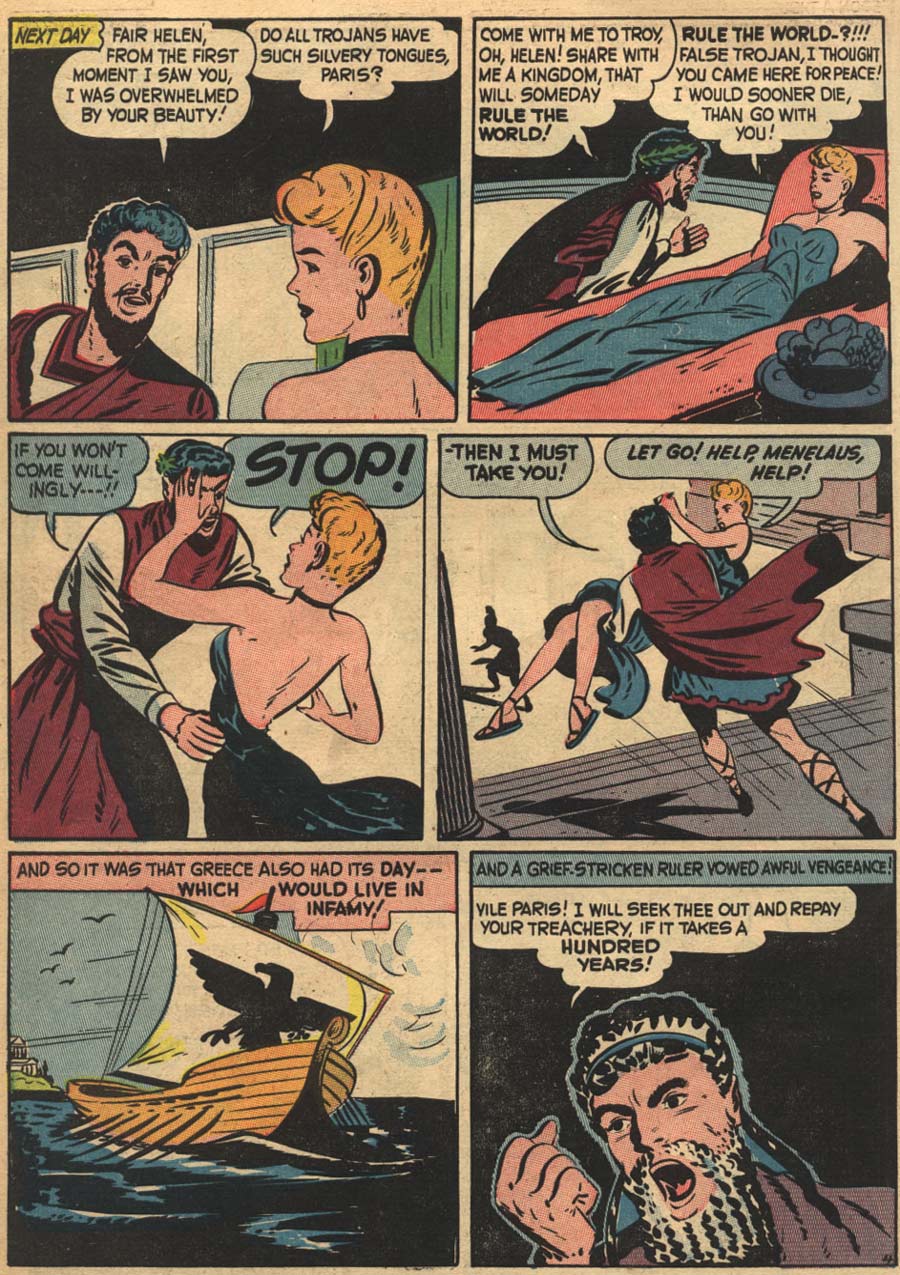 NEXT DAY
FAIR HELEN,
FROM THE FIRST
MOMENT I SAW YOU,
I WAS OVERWHELMED
BY YOUR BEAUTY!
DO ALL TROJANS HAVE
SUCH SILVERY TONGUES,
PARIS?
COME WITH ME TO TROY,
OH, HELEN! SHARE WITH
ME A KINGDOM, THAT
WILL SOMEDAY
RULE THE
WORLD!
RULE THE WORLD-?!!!
FALSE TROJAN, I THOUGHT
YOU CAME HERE FOR PEACE!
I WOULD SOONER DIE,
THAN GO WITH
YOU!
IF YOU WON'T
COME WILL-
INGLY---!!
STOP!
-THEN I MUST
TAKE YOU!
LET GO! HELP, MENELAUS,
HELP!
AND SO IT WAS THAT GREECE ALSO HAD ITS DAY--
WHICH WOULD LIVE IN
INFAMY!
AND A GRIEF-STRICKEN RULER VOWED AWFUL VENGEANCE!
VILE PARIS! I WILL SEEK THEE OUT AND REPAY
YOUR TREACHERY, IF IT TAKES A
HUNDRED
YEARS!